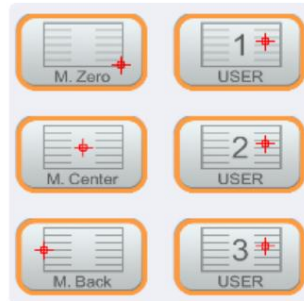 M. Zero
1
USER
M. Center
2
USER
M. Back
3
USER